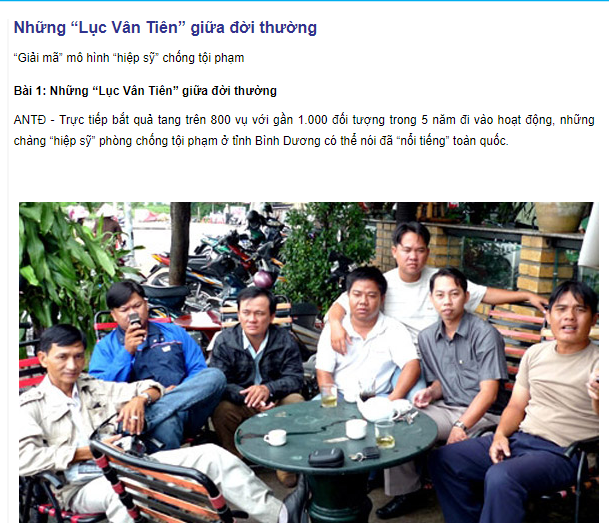 Những “Lục Vân Tiên” giữa đời thường
“Giải mã” mô hình “hiệp sỹ” chống tội phạm
Bài 1: Những “Lục Vân Tiên” giữa đời thường
ANTĐ - Trực tiếp bắt quả tang trên 800 vụ với gần 1.000 đối tượng trong 5 năm đi vào hoạt động, những
chàng “hiệp sỹ” phòng chống tội phạm ở tỉnh Bình Dương có thể nói đã “nổi tiếng” toàn quốc.